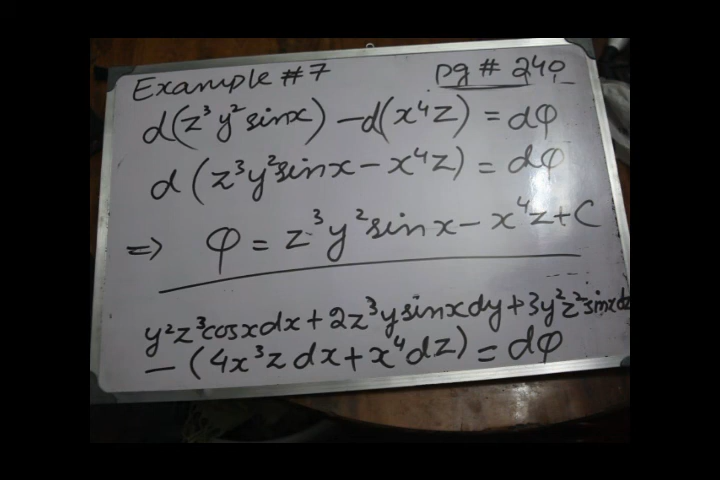 Example #7
pg # 240
d(z³y²sinx) – d(x⁴z) = dφ
d(z³y²sinx – x⁴z) = dφ
⇒ φ = z³y²sinx – x⁴z + C
y²z³cosxdx + 2z³ysinxdy + 3y²z²sinxdz
– (4x³zdx + x⁴dz) = dφ